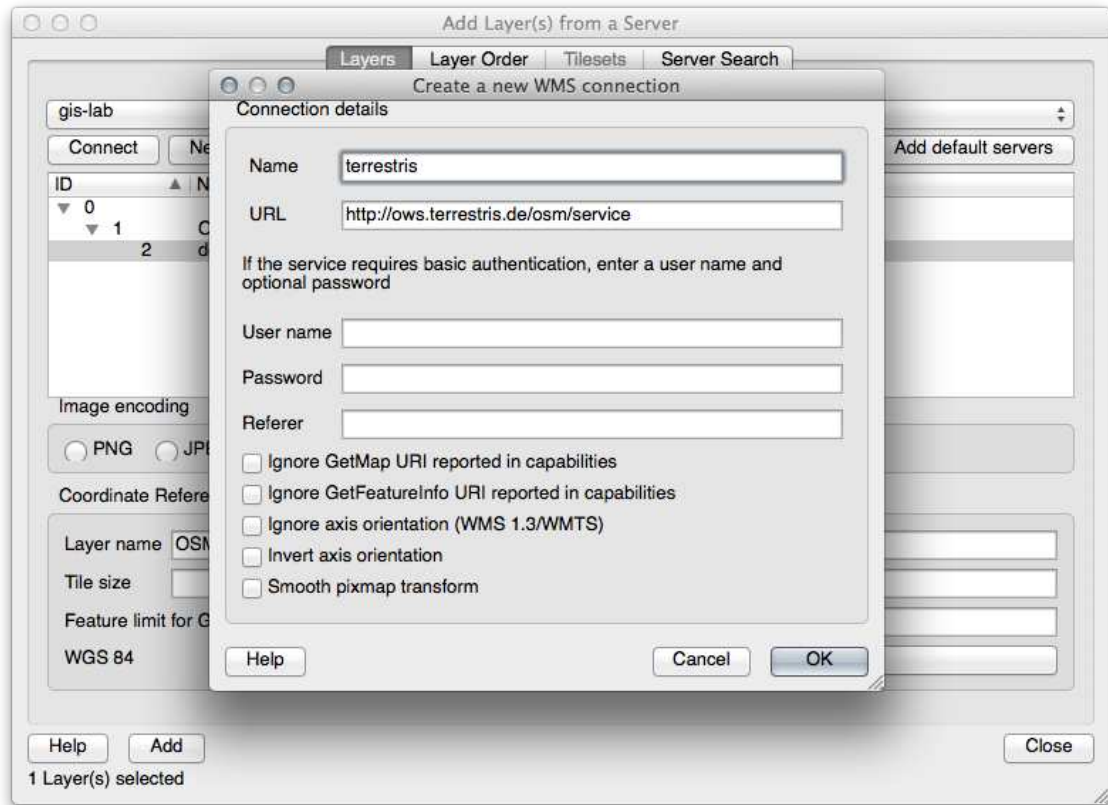 Add Layer(s) from a Server
Layers Layer Order Tilesets Server Search
Create a new WMS connection
gis-lab
Connection details
Connect Add default servers
Name terrestris
ID
0
1
2
URL http://ows.terrestris.de/osm/service
If the service requires basic authentication, enter a user name and
optional password
User name
Password
Referer
Image encoding
PNG
Ignore GetMap URI reported in capabilities
Ignore GetFeatureInfo URI reported in capabilities
Ignore axis orientation (WMS 1.3/WMTS)
Invert axis orientation
Smooth pixmap transform
Coordinate
Layer name OSM
Tile size
Feature limit for
WGS 84
Help Cancel OK
Help Add Close
1 Layer(s) selected